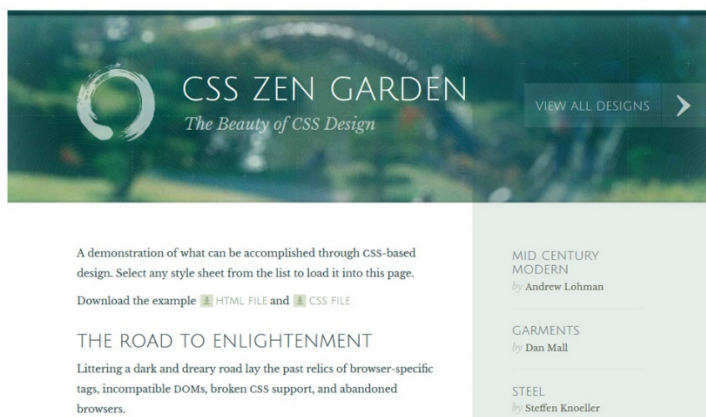 CSS ZEN GARDEN
The Beauty of CSS Design
VIEW ALL DESIGNS
A demonstration of what can be accomplished through CSS-based
design. Select any style sheet from the list to load it into this page.
Download the example HTML FILE and CSS FILE
THE ROAD TO ENLIGHTENMENT
Littering a dark and dreary road lay the past relics of browser-specific
tags, incompatible DOMs, broken CSS support, and abandoned
browsers.
MID CENTURY
MODERN
by Andrew Lohman
GARMENTS
by Dan Mall
STEEL
by Steffen Knoeller